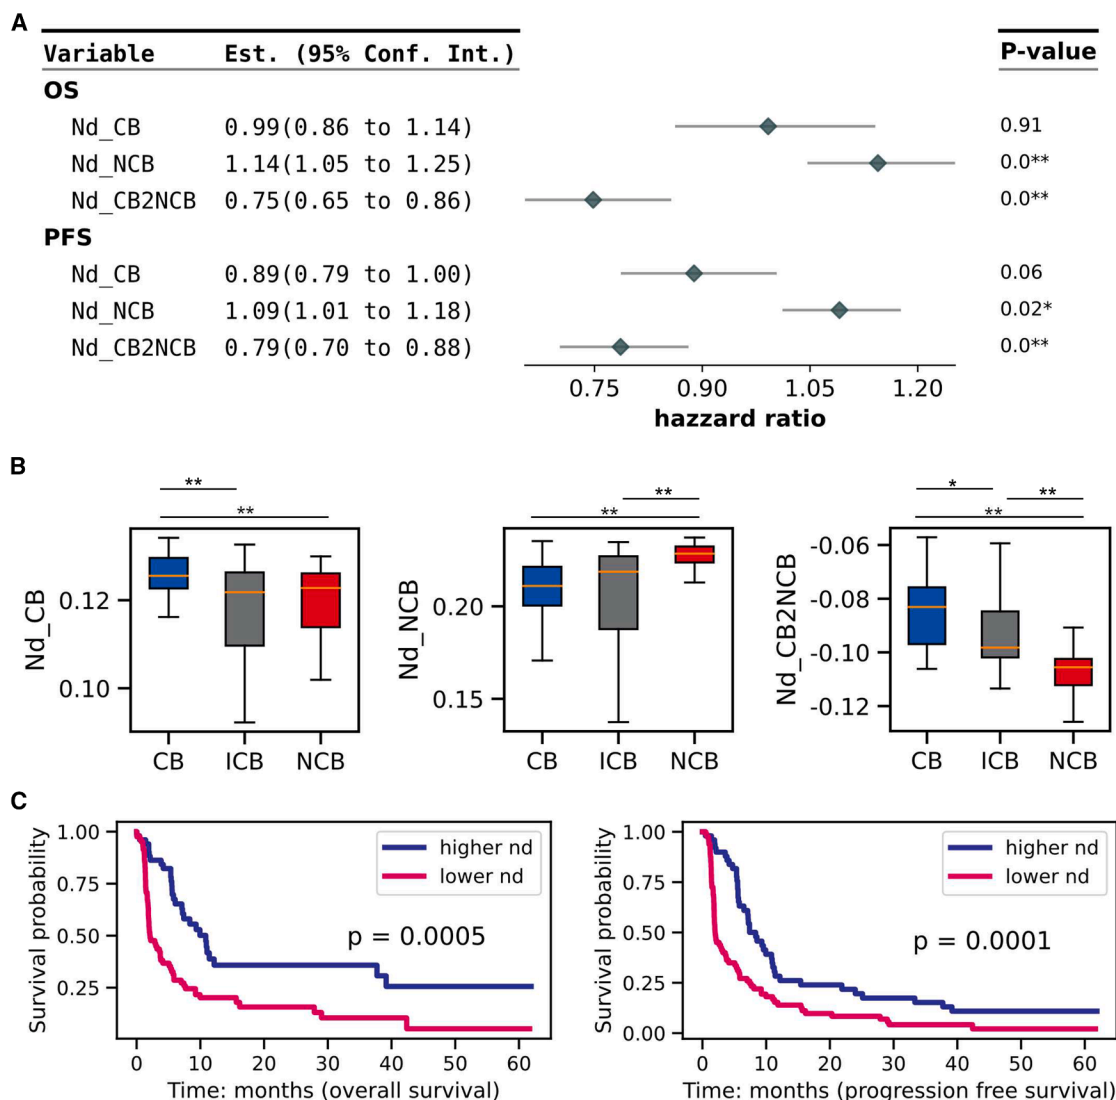 A
Variable Est. (95% Conf. Int.) P-value
OS
Nd_CB 0.99(0.86 to 1.14) 0.91
Nd_NCB 1.14(1.05 to 1.25) 0.0**
Nd_CB2NCB 0.75(0.65 to 0.86) 0.0**
PFS
Nd_CB 0.89(0.79 to 1.00) 0.06
Nd_NCB 1.09(1.01 to 1.18) 0.02*
Nd_CB2NCB 0.79(0.70 to 0.88) 0.0**
0.75 0.90 1.05 1.20
hazzard ratio
B
Nd_CB
0.12
0.10
**
**
CB ICB NCB
Nd_NCB
0.20
0.15
**
**
CB ICB NCB
Nd_CB2NCB
-0.06
-0.08
-0.10
-0.12
*
**
**
CB ICB NCB
C
Survival probability
1.00
0.75
0.50
0.25
higher nd
lower nd
p = 0.0005
0 10 20 30 40 50 60
Time: months (overall survival)
Survival probability
1.00
0.75
0.50
0.25
0.00
higher nd
lower nd
p = 0.0001
0 10 20 30 40 50 60
Time: months (progression free survival)